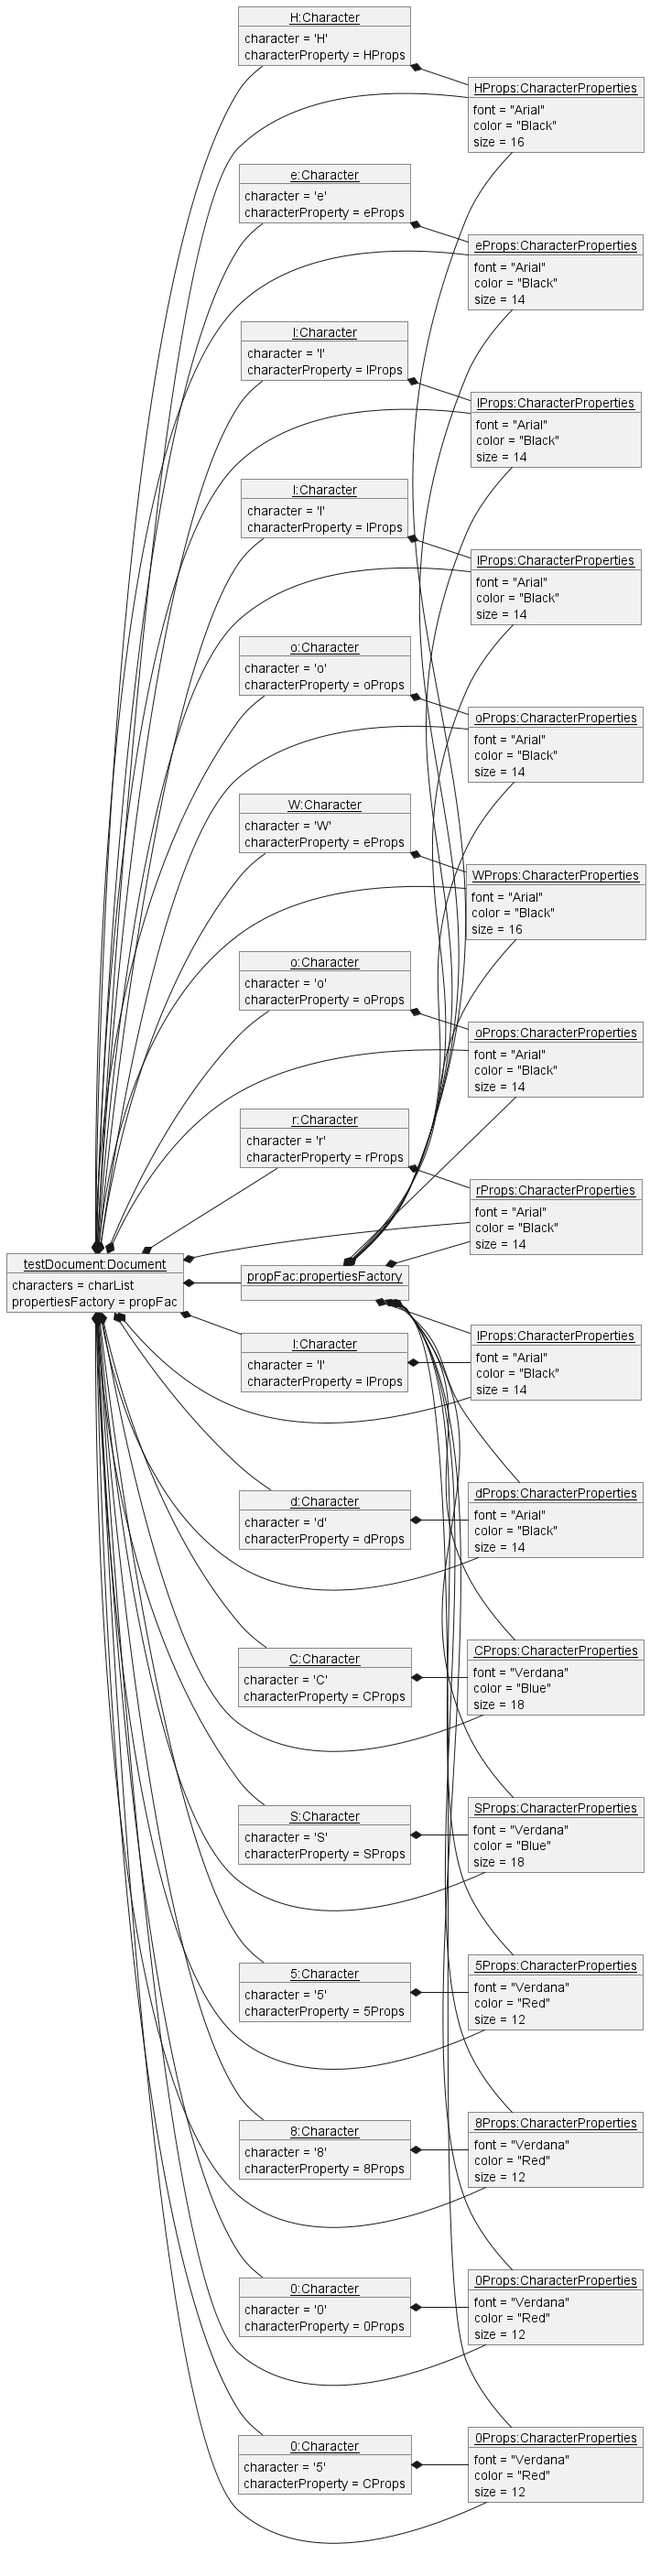 H:Character
character = 'H'
characterProperty = HProps
HProps:CharacterProperties
font = "Arial"
color = "Black"
size = 16
e:Character
character = 'e'
characterProperty = eProps
eProps:CharacterProperties
font = "Arial"
color = "Black"
size = 14
l:Character
character = 'l'
characterProperty = lProps
lProps:CharacterProperties
font = "Arial"
color = "Black"
size = 14
l:Character
character = 'l'
characterProperty = lProps
lProps:CharacterProperties
font = "Arial"
color = "Black"
size = 14
o:Character
character = 'o'
characterProperty = oProps
oProps:CharacterProperties
font = "Arial"
color = "Black"
size = 14
W:Character
character = 'W'
characterProperty = eProps
WProps:CharacterProperties
font = "Arial"
color = "Black"
size = 16
o:Character
character = 'o'
characterProperty = oProps
oProps:CharacterProperties
font = "Arial"
color = "Black"
size = 14
r:Character
character = 'r'
characterProperty = rProps
rProps:CharacterProperties
font = "Arial"
color = "Black"
size = 14
testDocument:Document
characters = charList
propertiesFactory = propFac
propFac:propertiesFactory
l:Character
character = 'l'
characterProperty = lProps
lProps:CharacterProperties
font = "Arial"
color = "Black"
size = 14
d:Character
character = 'd'
characterProperty = dProps
dProps:CharacterProperties
font = "Arial"
color = "Black"
size = 14
C:Character
character = 'C'
characterProperty = CProps
CProps:CharacterProperties
font = "Verdana"
color = "Blue"
size = 18
S:Character
character = 'S'
characterProperty = SProps
SProps:CharacterProperties
font = "Verdana"
color = "Blue"
size = 18
5:Character
character = '5'
characterProperty = 5Props
5Props:CharacterProperties
font = "Verdana"
color = "Red"
size = 12
8:Character
character = '8'
characterProperty = 8Props
8Props:CharacterProperties
font = "Verdana"
color = "Red"
size = 12
0:Character
character = '0'
characterProperty = 0Props
0Props:CharacterProperties
font = "Verdana"
color = "Red"
size = 12
0:Character
character = '5'
characterProperty = CProps
0Props:CharacterProperties
font = "Verdana"
color = "Red"
size = 12